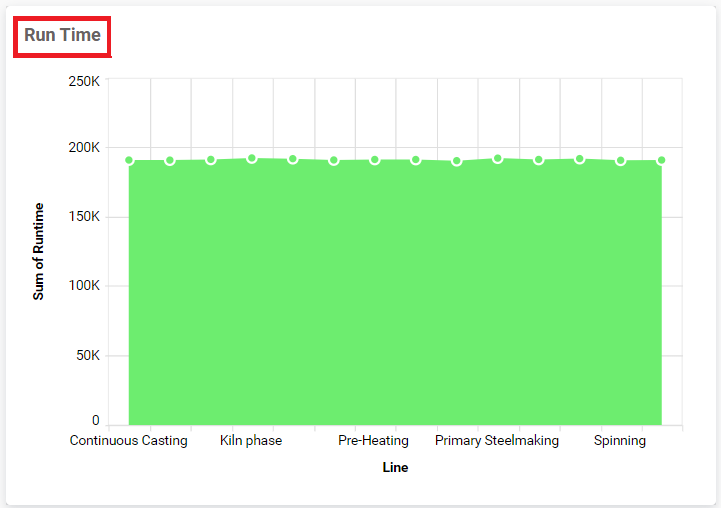 Run Time
250K
200K
150K
100K
50K
0
Sum of Runtime
Continuous Casting
Kiln phase
Pre-Heating
Primary Steelmaking
Spinning
Line